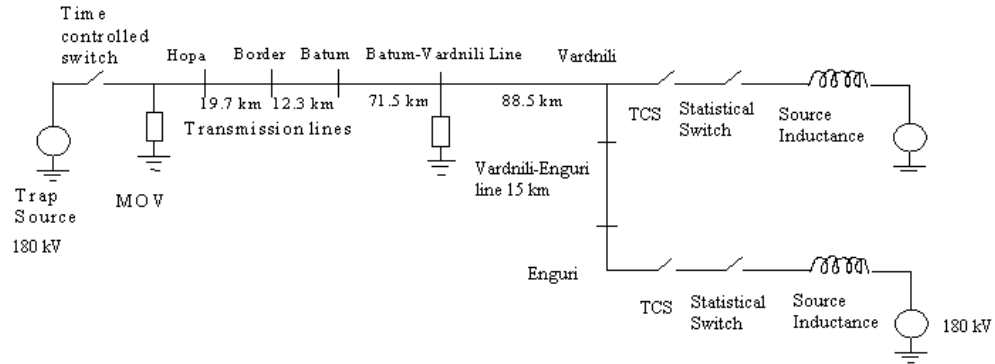 Time
controlled
switch
Hopa
Border
Batum
Batum-Vardnili Line
Vardnili
19.7 km
12.3 km
71.5 km
88.5 km
Transmission lines
TCS
Statistical
Switch
Source
Inductance
Trap
Source
180 kV
MOV
Vardnili-Enguri
line 15 km
Enguri
TCS
Statistical
Switch
Source
Inductance
180 kV